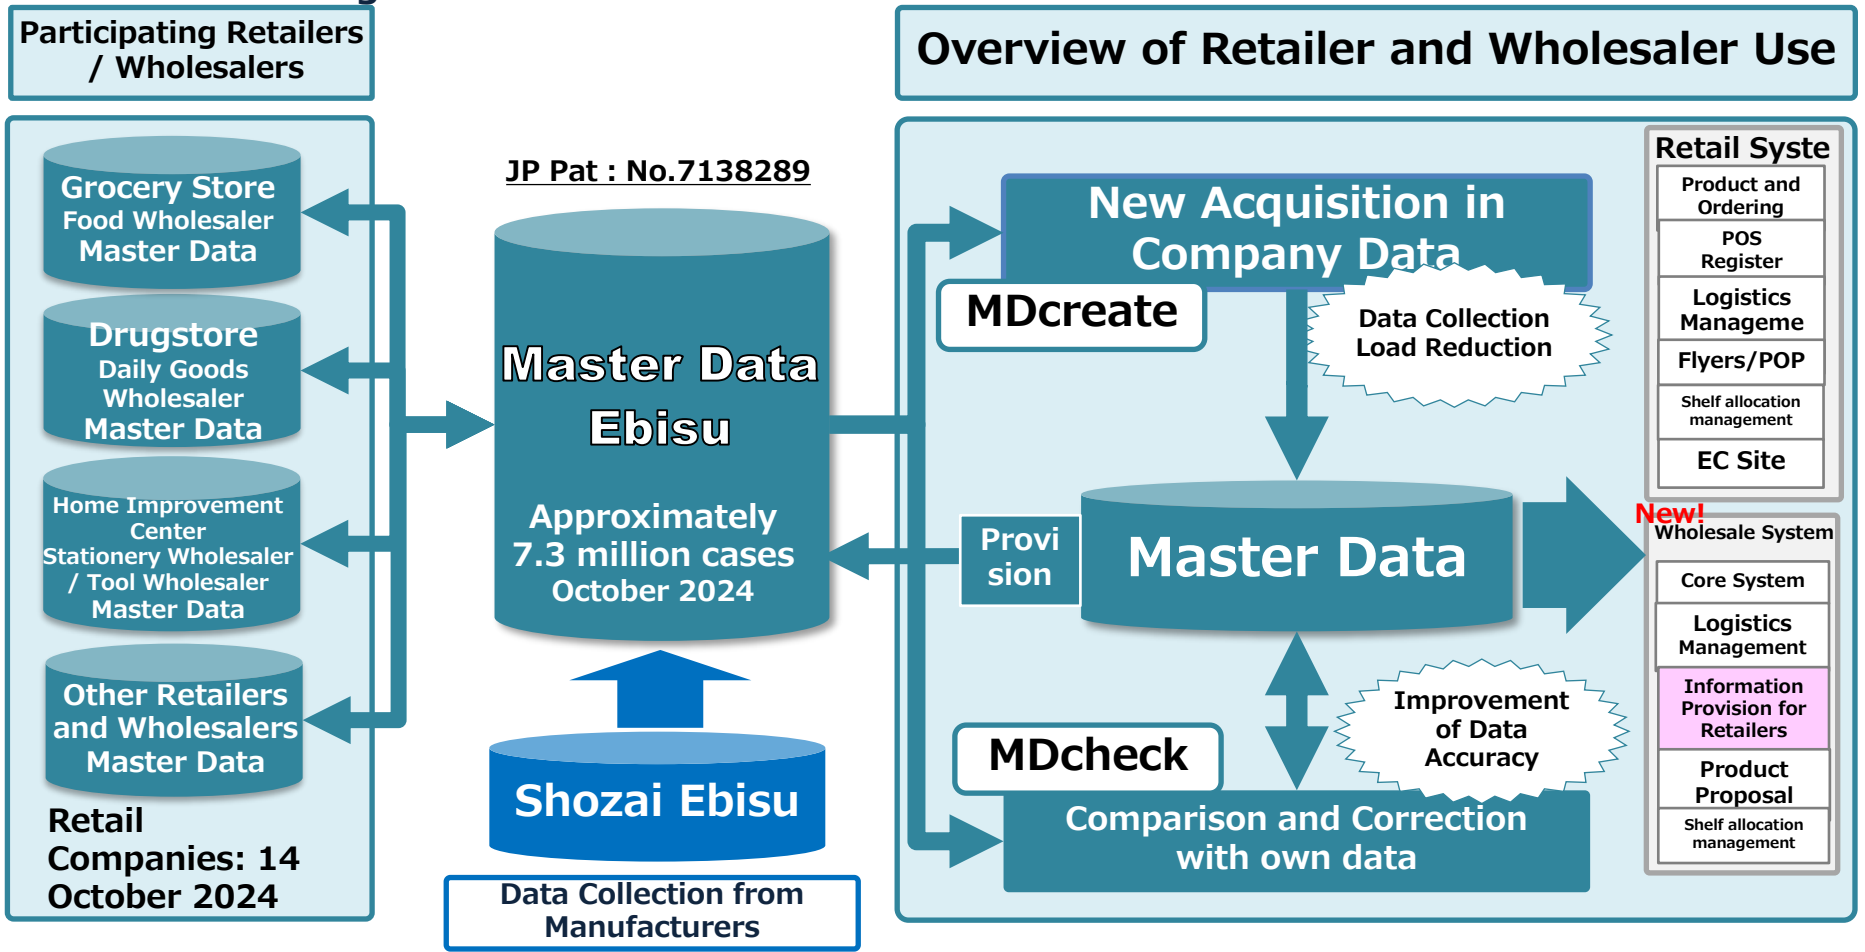 Participating Retailers
/ Wholesalers
Overview of Retailer and Wholesaler Use
Grocery Store
Food Wholesaler
Master Data
Drugstore
Daily Goods
Wholesaler
Master Data
Home Improvement
Center
Stationery Wholesaler
/ Tool Wholesaler
Master Data
Other Retailers
and Wholesalers
Master Data
Retail
Companies: 14
October 2024
JP Pat : No.7138289
Master Data
Ebisu
Approximately
7.3 million cases
October 2024
Shozai Ebisu
Data Collection from
Manufacturers
New Acquisition in
Company Data
MDcreate
Data Collection
Load Reduction
Provi
sion
Master Data
MDcheck
Improvement
of Data
Accuracy
Comparison and Correction
with own data
Retail Syste
Product and
Ordering
POS
Register
Logistics
Manageme
Flyers/POP
Shelf allocation
management
EC Site
New!
Wholesale System
Core System
Logistics
Management
Information
Provision for
Retailers
Product
Proposal
Shelf allocation
management